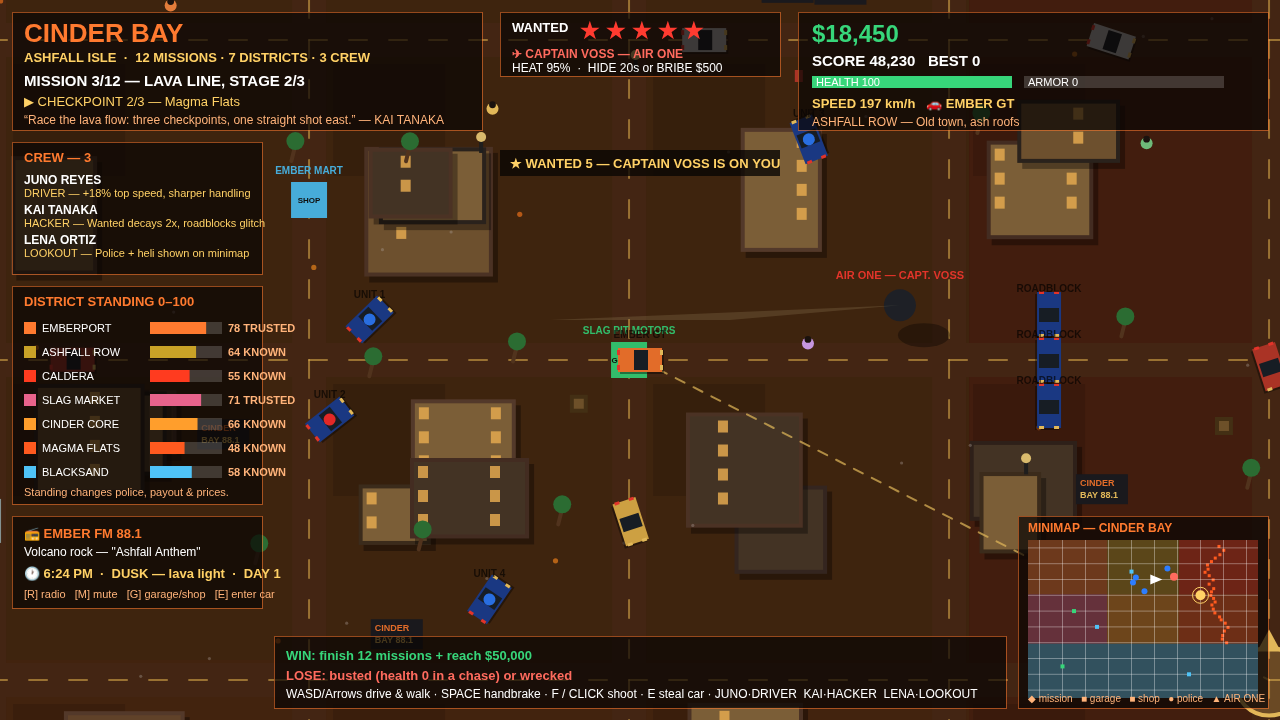 CINDER BAY
ASHFALL ISLE · 12 MISSIONS · 7 DISTRICTS · 3 CREW
MISSION 3/12 — LAVA LINE, STAGE 2/3
▶ CHECKPOINT 2/3 — Magma Flats
“Race the lava flow: three checkpoints, one straight shot east.” — KAI TANAKA
WANTED ★ ★ ★ ★ ★
✈ CAPTAIN VOSS — AIR ONE
HEAT 95% · HIDE 20s or BRIBE $500
$18,450
SCORE 48,230 BEST 0
HEALTH 100
ARMOR 0
SPEED 197 km/h 🚗 EMBER GT
ASHFALL ROW — Old town, ash roofs
★ WANTED 5 — CAPTAIN VOSS IS ON YOU
CREW — 3
JUNO REYES
DRIVER — +18% top speed, sharper handling
KAI TANAKA
HACKER — Wanted decays 2x, roadblocks glitch
LENA ORTIZ
LOOKOUT — Police + heli shown on minimap
EMBER MART
SHOP
DISTRICT STANDING 0–100
EMBERPORT 78 TRUSTED
ASHFALL ROW 64 KNOWN
CALDERA 55 KNOWN
SLAG MARKET 71 TRUSTED
CINDER CORE 66 KNOWN
MAGMA FLATS 48 KNOWN
BLACKSAND 58 KNOWN
Standing changes police, payout & prices.
CINDER
BAY 88.1
UNIT 1
UNIT 2
UNIT 4
AIR ONE — CAPT. VOSS
SLAG PIT MOTORS
EMBER GT
G
ROADBLOCK
ROADBLOCK
ROADBLOCK
CINDER
BAY 88.1
📻 EMBER FM 88.1
Volcano rock — "Ashfall Anthem"
🕐 6:24 PM · DUSK — lava light · DAY 1
[R] radio [M] mute [G] garage/shop [E] enter car
CINDER
BAY 88.1
WIN: finish 12 missions + reach $50,000
LOSE: busted (health 0 in a chase) or wrecked
WASD/Arrows drive & walk · SPACE handbrake · F / CLICK shoot · E steal car · JUNO·DRIVER KAI·HACKER LENA·LOOKOUT
MINIMAP — CINDER BAY
◆ mission ■ garage ■ shop ● police ▲ AIR ONE